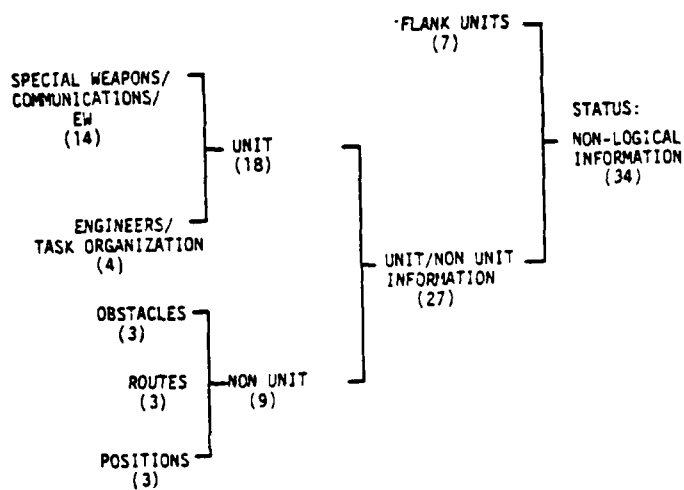 FLANK UNITS
(7)
SPECIAL WEAPONS/
COMMUNICATIONS/
EW
(14)
UNIT
(18)
STATUS:
NON-LOGICAL
INFORMATION
(34)
ENGINEERS/
TASK ORGANIZATION
(4)
UNIT/NON UNIT
INFORMATION
(27)
OBSTACLES
(3)
ROUTES
(3)
NON UNIT
(9)
POSITIONS
(3)